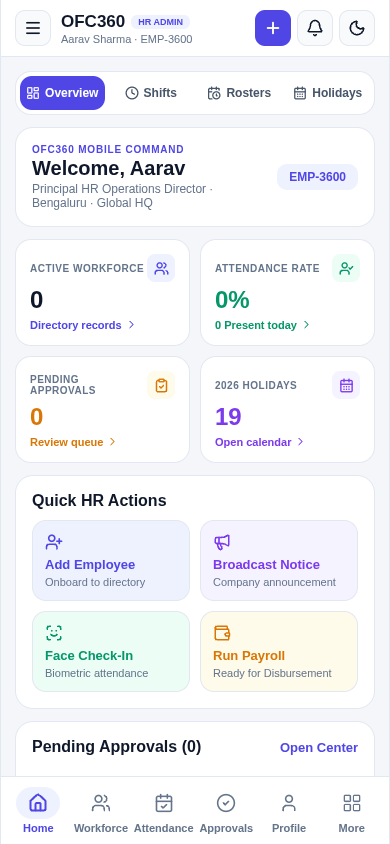 OFC360 HR ADMIN
Aarav Sharma · EMP-3600
Overview Shifts Rosters Holidays
OFC360 MOBILE COMMAND
Welcome, Aarav
Principal HR Operations Director ·
Bengaluru · Global HQ
EMP-3600
ACTIVE WORKFORCE
0
Directory records
ATTENDANCE RATE
0%
0 Present today
PENDING
APPROVALS
0
Review queue
2026 HOLIDAYS
19
Open calendar
Quick HR Actions
Add Employee
Onboard to directory
Broadcast Notice
Company announcement
Face Check-In
Biometric attendance
Run Payroll
Ready for Disbursement
Pending Approvals (0) Open Center
Home Workforce Attendance Approvals Profile More